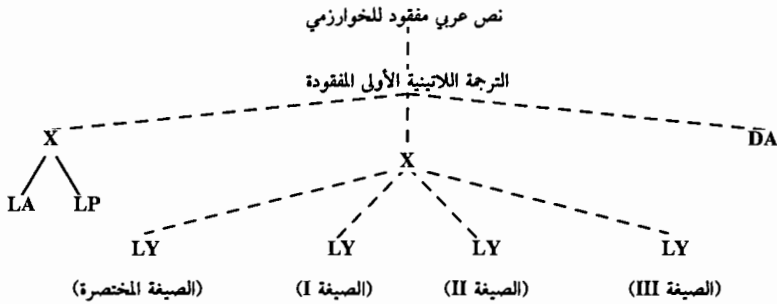 نص عربي مفقود للخوارزمي
الترجمة اللاتينية الأولى المفقودة
X DA
X
LA LP
LY LY LY LY
(الصيغة المختصرة) (الصيغة I) (الصيغة II) (الصيغة III)